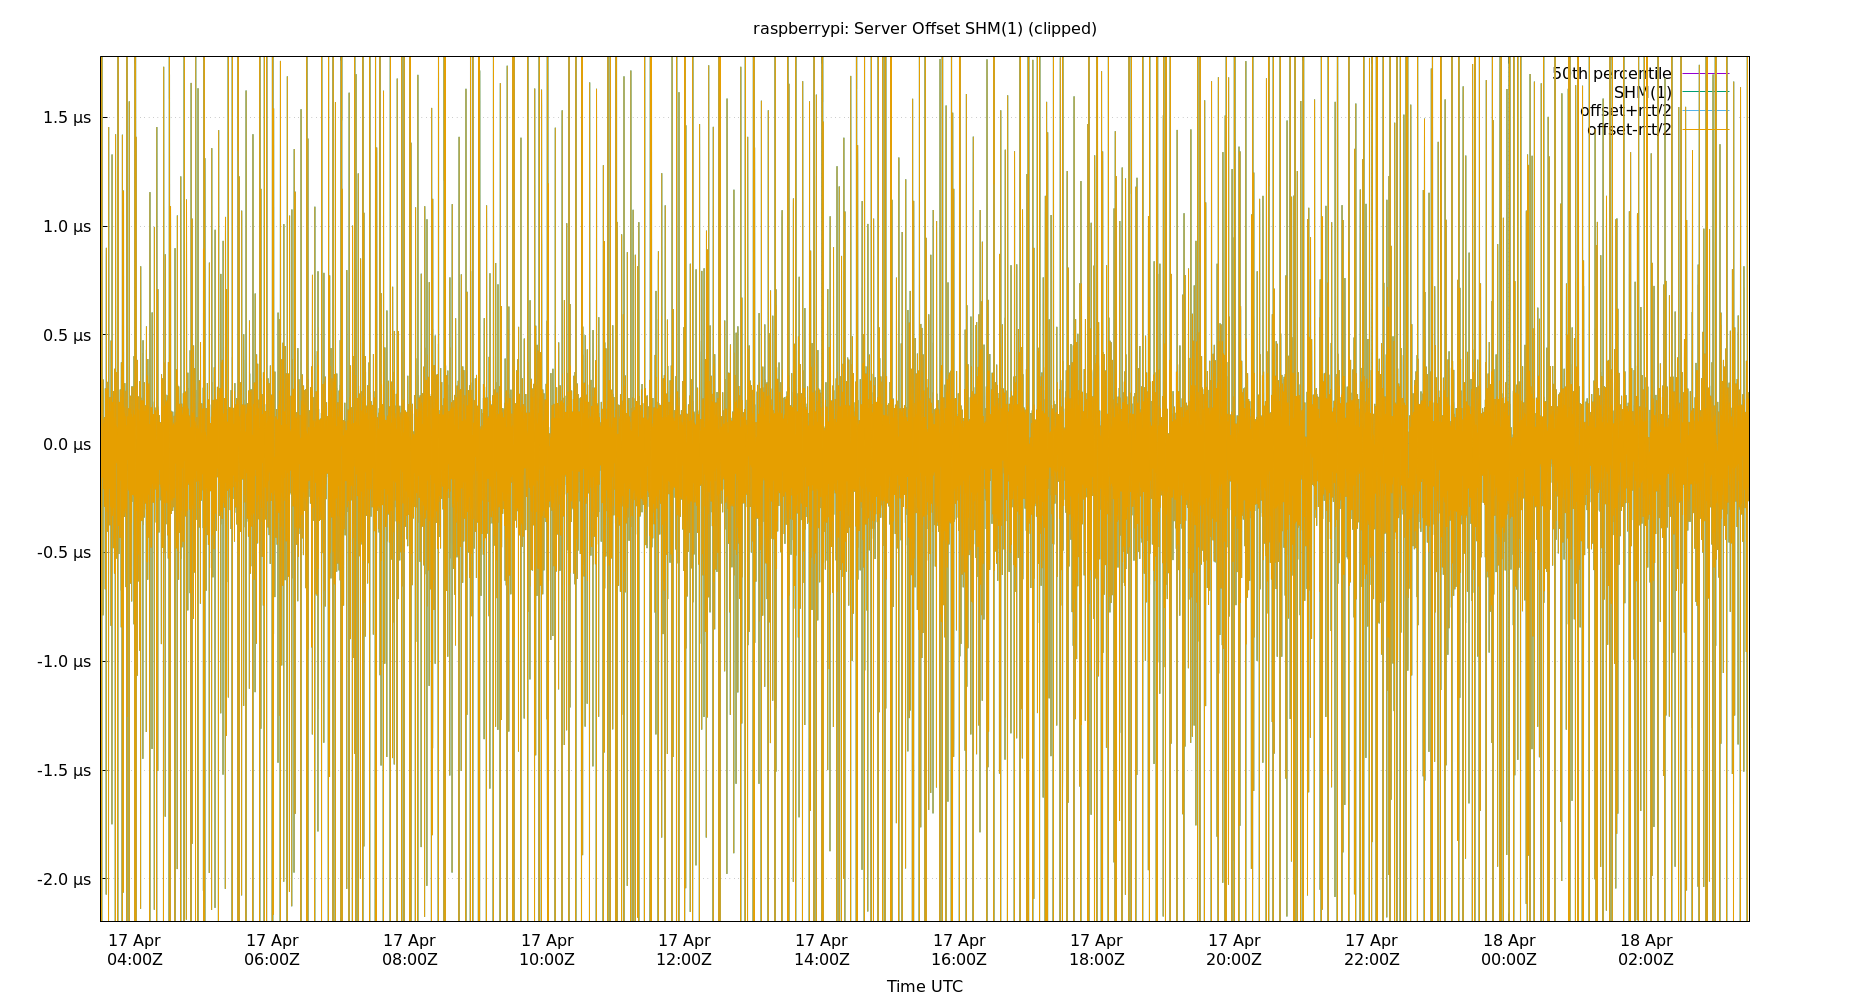 raspberrypi: Server Offset SHM(1) (clipped)
50th percentile
SHM(1)
offset+rtt/2
offset-rtt/2
1.5 µs
1.0 µs
0.5 µs
0.0 µs
-0.5 µs
-1.0 µs
-1.5 µs
-2.0 µs
17 Apr 17 Apr 17 Apr 17 Apr 17 Apr 17 Apr 17 Apr 17 Apr 17 Apr 17 Apr 18 Apr 18 Apr
04:00Z 06:00Z 08:00Z 10:00Z 12:00Z 14:00Z 16:00Z 18:00Z 20:00Z 22:00Z 00:00Z 02:00Z
Time UTC